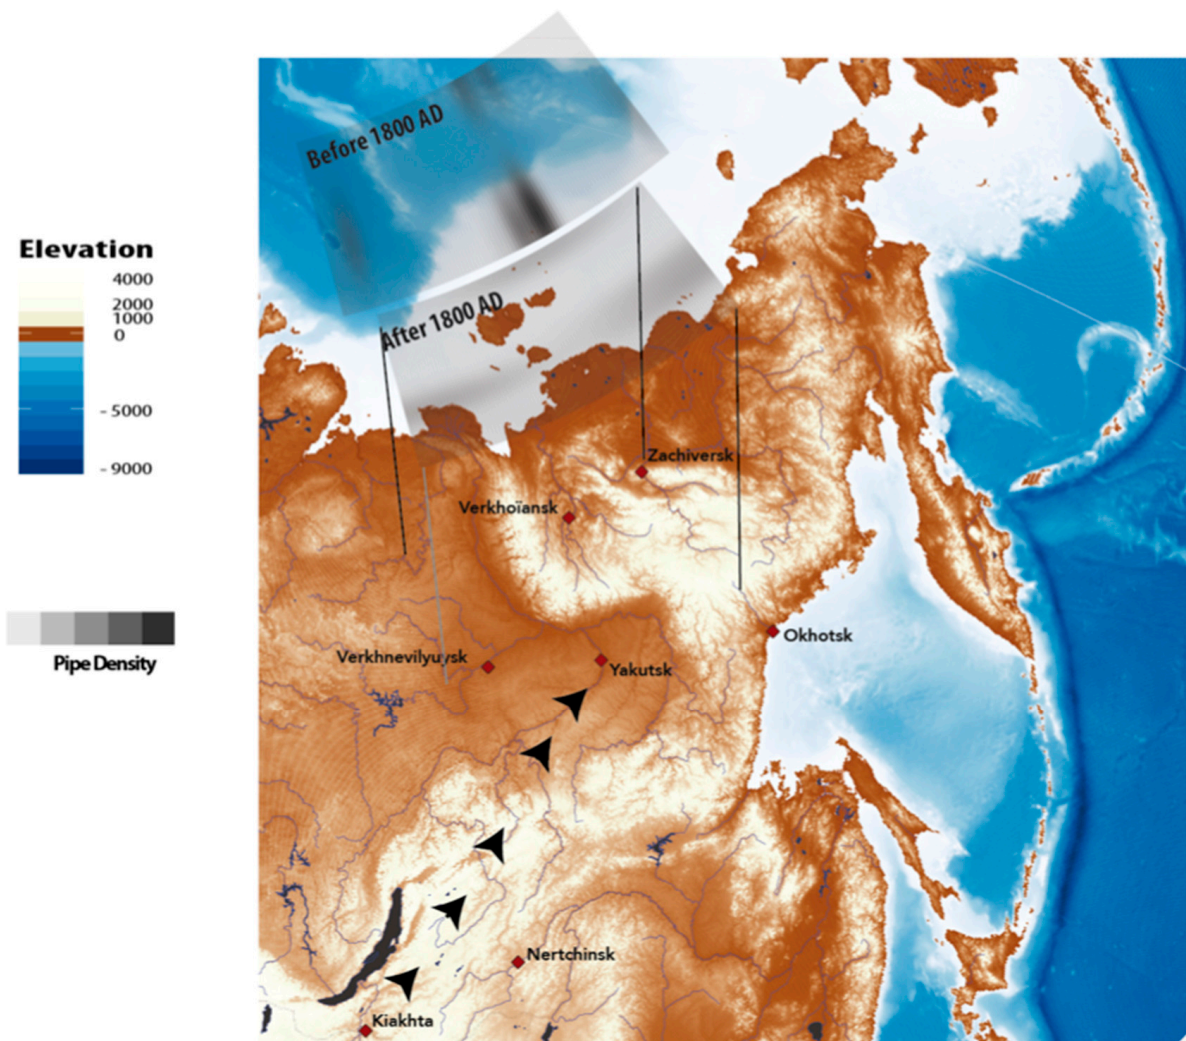 Before 1800 AD
After 1800 AD
Elevation
4000
2000
1000
0
- 5000
- 9000
Pipe Density
Zachiversk
Verkhoïansk
Okhotsk
Verkhnevilyuysk
Yakutsk
Nertchinsk
Kiakhta